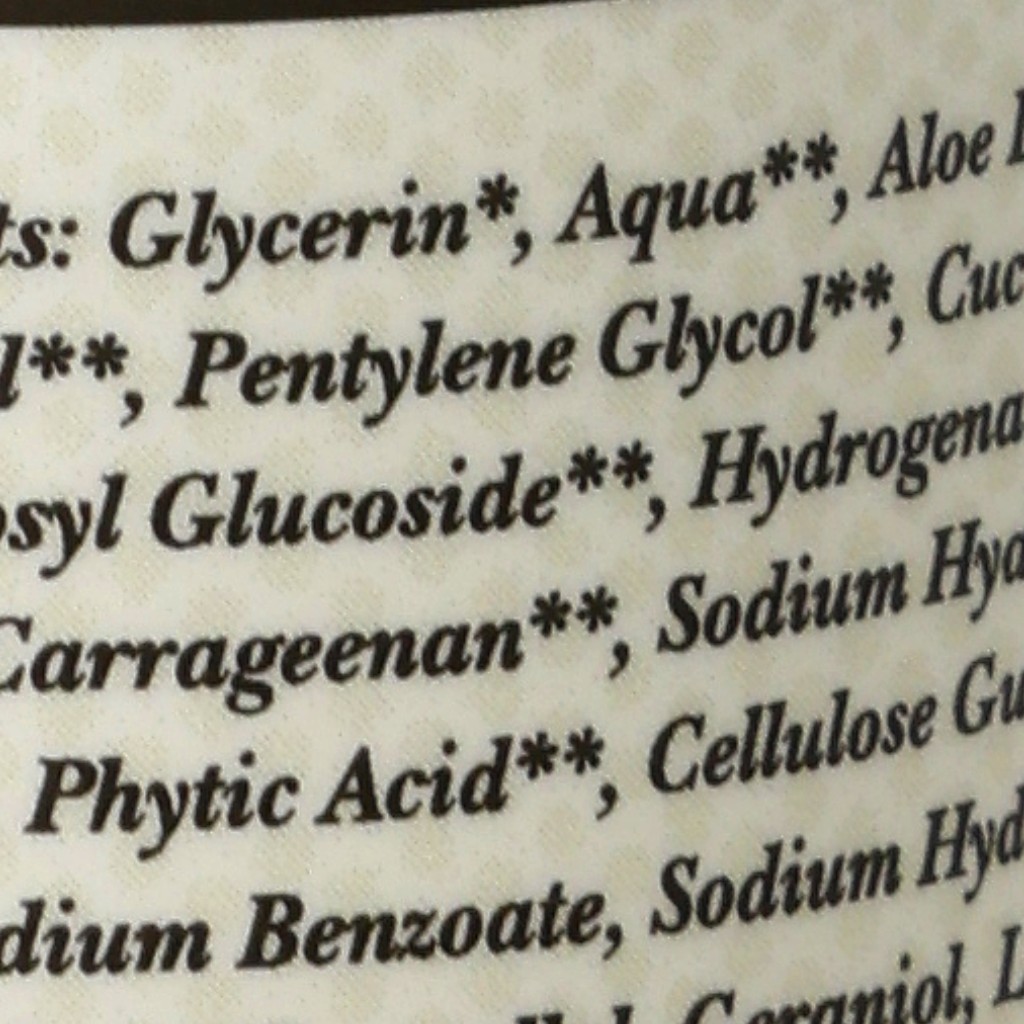 ts: Glycerin*, Aqua**, Aloe
l**, Pentylene Glycol**, Cuc
osyl Glucoside**, Hydrogena
Carrageenan**, Sodium Hya
Phytic Acid**, Cellulose Gu
dium Benzoate, Sodium Hyd
Geraniol, L